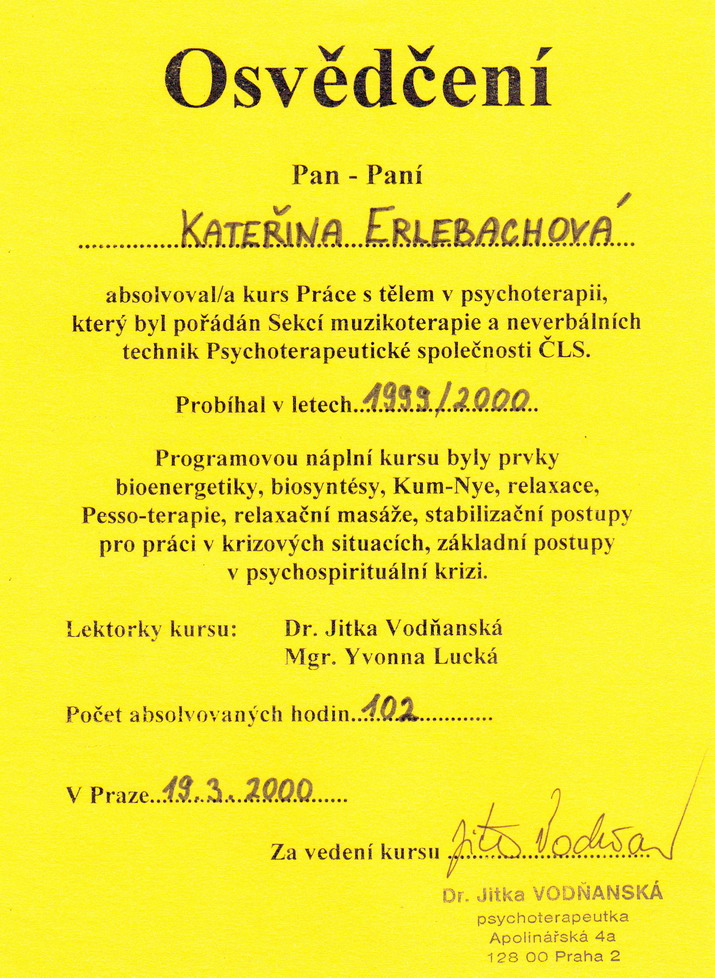 Osvědčení
Pan - Paní
KATEŘINA ERLEBACHOVÁ
absolvoval/a kurs Práce s tělem v psychoterapii,
který byl pořádán Sekcí muzikoterapie a neverbálních
technik Psychoterapeutické společnosti ČLS.
Probíhal v letech 1999/2000
Programovou náplní kursu byly prvky
bioenergetiky, biosyntésy, Kum-Nye, relaxace,
Pesso-terapie, relaxační masáže, stabilizační postupy
pro práci v krizových situacích, základní postupy
v psychospirituální krizi.
Lektorky kursu: Dr. Jitka Vodňanská
Mgr. Yvonna Lucká
Počet absolvovaných hodin 102
V Praze 19.3.2000
Za vedení kursu
Dr. Jitka VODŇANSKÁ
psychoterapeutka
Apolinářská 4a
128 00 Praha 2